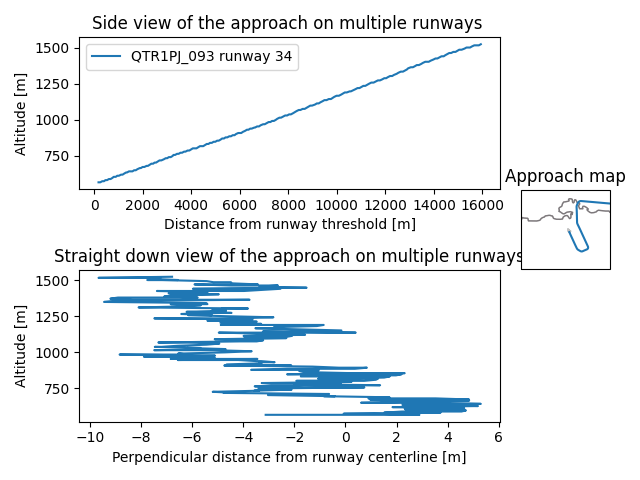 Side view of the approach on multiple runways
1500
1250
1000
750
Altitude [m]
QTR1PJ_093 runway 34
0 2000 4000 6000 8000 10000 12000 14000 16000
Distance from runway threshold [m]
Approach map
Straight down view of the approach on multiple runways
1500
1250
1000
750
Altitude [m]
−10 −8 −6 −4 −2 0 2 4 6
Perpendicular distance from runway centerline [m]